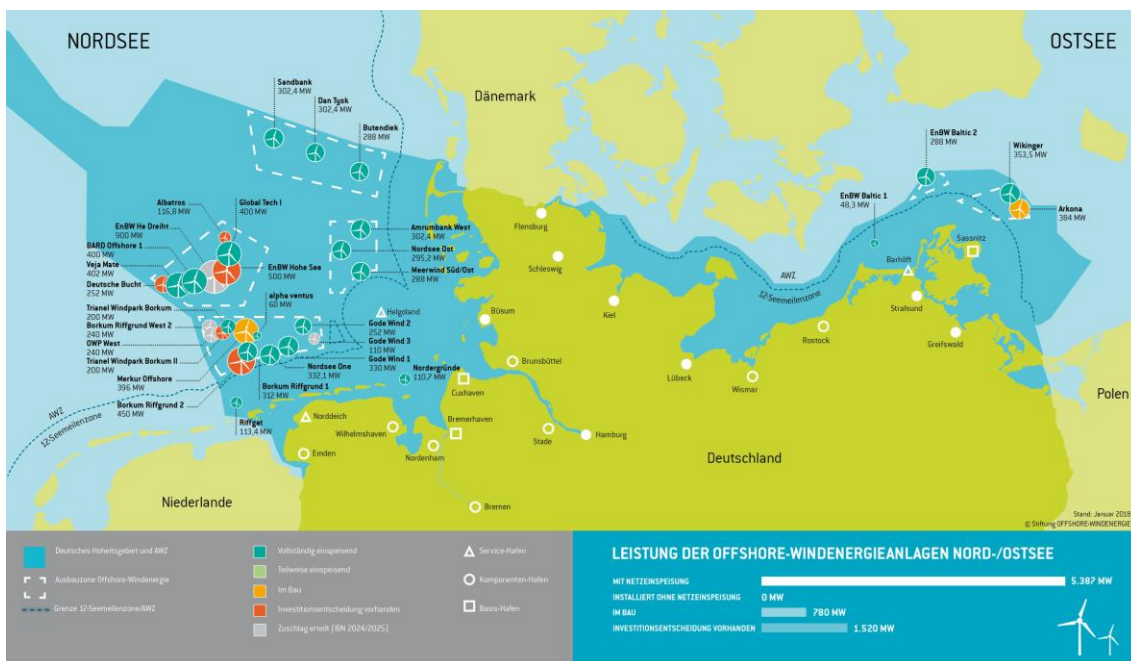 NORDSEE
OSTSEE
Dänemark
Sandbank
302,4 MW
Dan Tysk
302,4 MW
Butendiek
288 MW
EnBW Baltic 2
288 MW
Wikinger
353,5 MW
EnBW Baltic 1
48,3 MW
Arkona
384 MW
Albatros
116,8 MW
Global Tech I
400 MW
EnBW He Dreiht
900 MW
BARD Offshore 1
400 MW
Veja Mate
402 MW
Deutsche Bucht
252 MW
EnBW Hohe See
500 MW
Amrumbank West
302,4 MW
Nordsee Ost
295,2 MW
Meerwind Süd/Ost
288 MW
alpha ventus
60 MW
Trianel Windpark Borkum
200 MW
Borkum Riffgrund West 2
240 MW
OWP West
240 MW
Trianel Windpark Borkum II
200 MW
Merkur Offshore
396 MW
Borkum Riffgrund 2
450 MW
Gode Wind 2
252 MW
Gode Wind 3
110 MW
Gode Wind 1
330 MW
Nordsee One
332,1 MW
Borkum Riffgrund 1
312 MW
Nordergründe
110,7 MW
Riffgat
113,4 MW
AWZ
12-Seemeilenzone
AWZ
12-Seemeilenzone
Flensburg
Schleswig
Kiel
Helgoland
Büsum
Brunsbüttel
Cuxhaven
Bremerhaven
Norddeich
Wilhelmshaven
Emden
Nordenham
Stade
Hamburg
Bremen
Lübeck
Wismar
Rostock
Barhöft
Stralsund
Sassnitz
Greifswald
Polen
Deutschland
Niederlande
Stand: Januar 2018
© Stiftung OFFSHORE-WINDENERGIE
Deutsches Hoheitsgebiet und AWZ
Ausbauzone Offshore-Windenergie
Grenze 12-Seemeilenzone/AWZ
Vollständig einspeisend
Teilweise einspeisend
Im Bau
Investitionsentscheidung vorhanden
Zuschlag erteilt [IBN 2024/2025]
Service-Hafen
Komponenten-Hafen
Basis-Hafen
LEISTUNG DER OFFSHORE-WINDENERGIEANLAGEN NORD-/OSTSEE
MIT NETZEINSPEISUNG 5.387 MW
INSTALLIERT OHNE NETZEINSPEISUNG 0 MW
IM BAU 780 MW
INVESTITIONSENTSCHEIDUNG VORHANDEN 1.520 MW